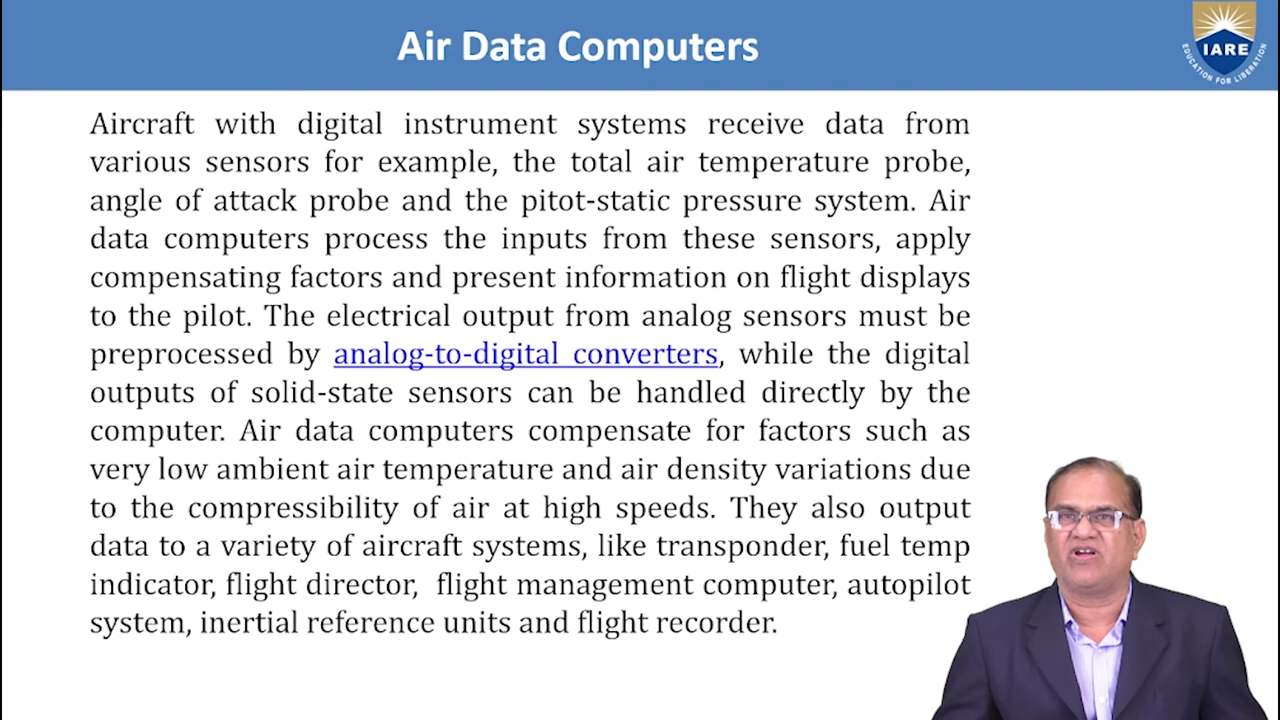 Air Data Computers
IARE
EDUCATION FOR LIBERATION
Aircraft with digital instrument systems receive data from
various sensors for example, the total air temperature probe,
angle of attack probe and the pitot-static pressure system. Air
data computers process the inputs from these sensors, apply
compensating factors and present information on flight displays
to the pilot. The electrical output from analog sensors must be
preprocessed by analog-to-digital converters, while the digital
outputs of solid-state sensors can be handled directly by the
computer. Air data computers compensate for factors such as
very low ambient air temperature and air density variations due
to the compressibility of air at high speeds. They also output
data to a variety of aircraft systems, like transponder, fuel temp
indicator, flight director, flight management computer, autopilot
system, inertial reference units and flight recorder.